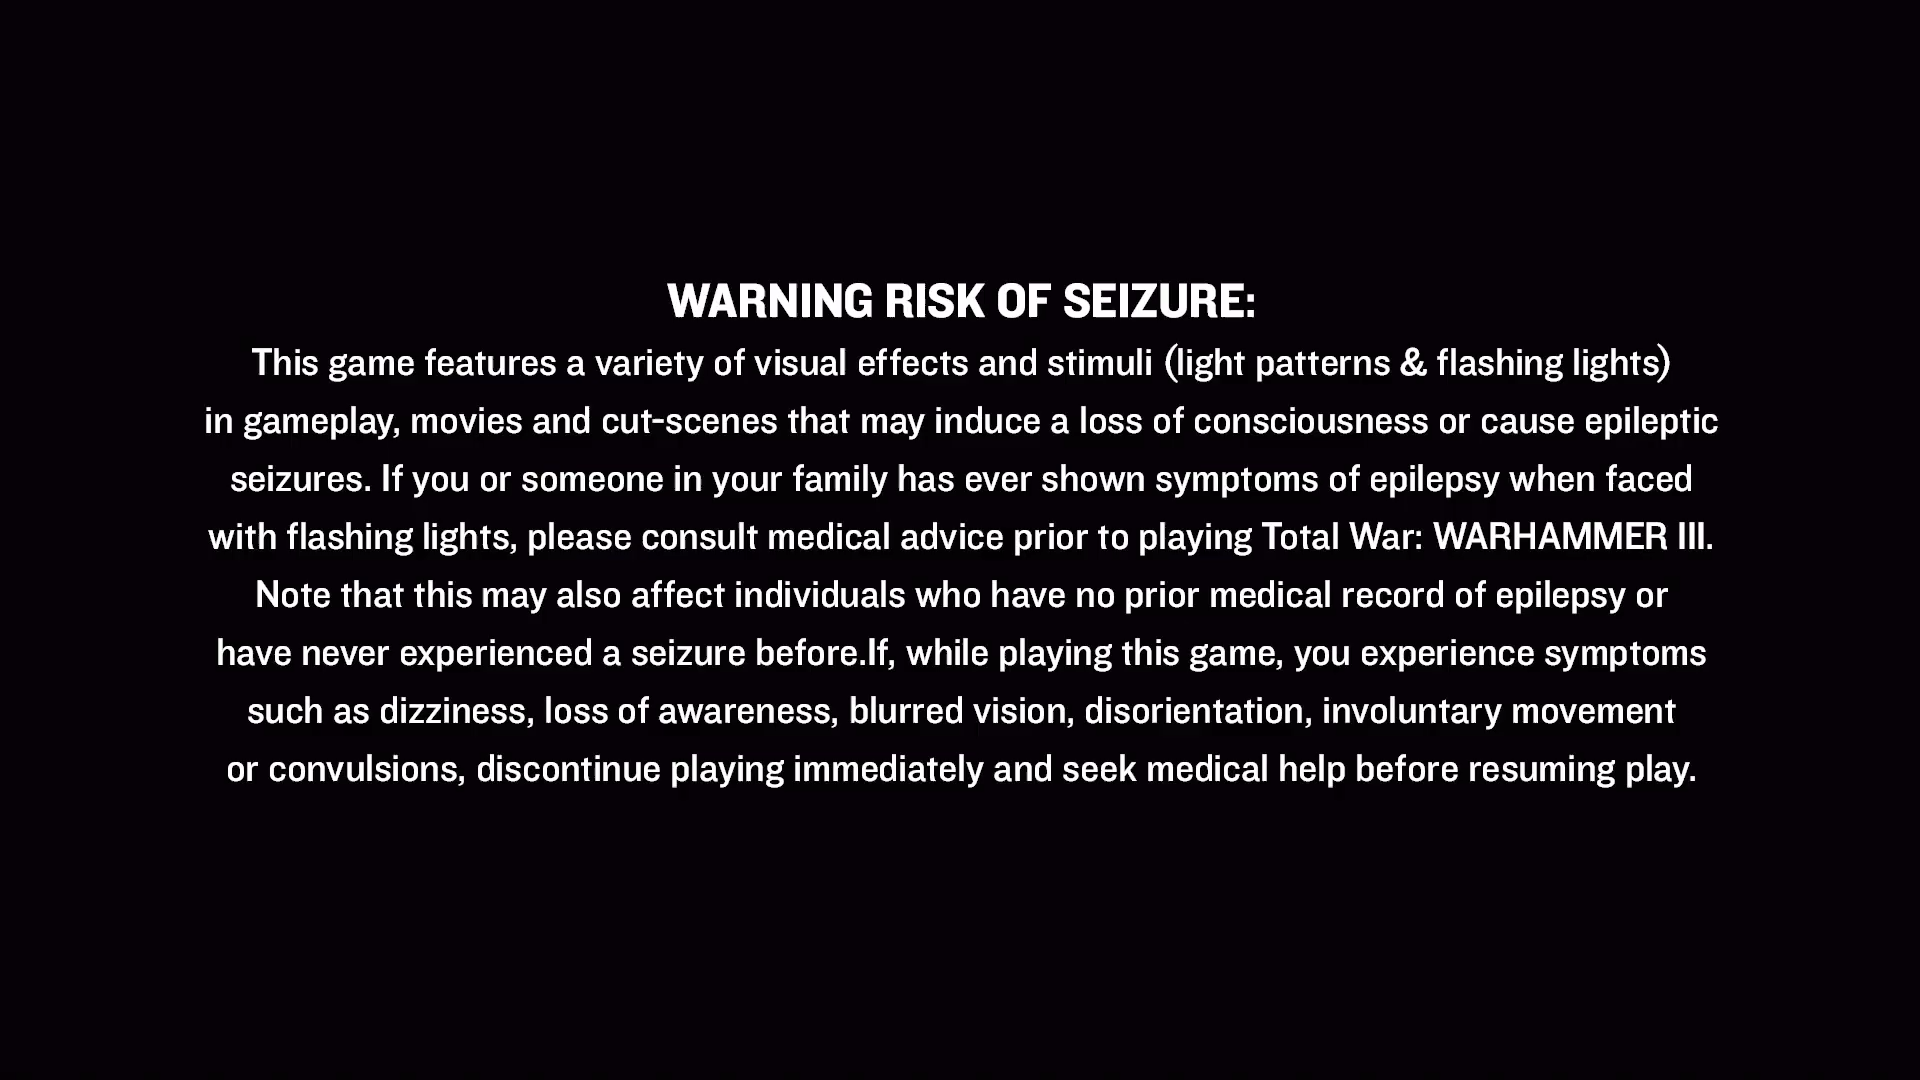 WARNING RISK OF SEIZURE:
This game features a variety of visual effects and stimuli (light patterns & flashing lights)
in gameplay, movies and cut-scenes that may induce a loss of consciousness or cause epileptic
seizures. If you or someone in your family has ever shown symptoms of epilepsy when faced
with flashing lights, please consult medical advice prior to playing Total War: WARHAMMER III.
Note that this may also affect individuals who have no prior medical record of epilepsy or
have never experienced a seizure before.If, while playing this game, you experience symptoms
such as dizziness, loss of awareness, blurred vision, disorientation, involuntary movement
or convulsions, discontinue playing immediately and seek medical help before resuming play.